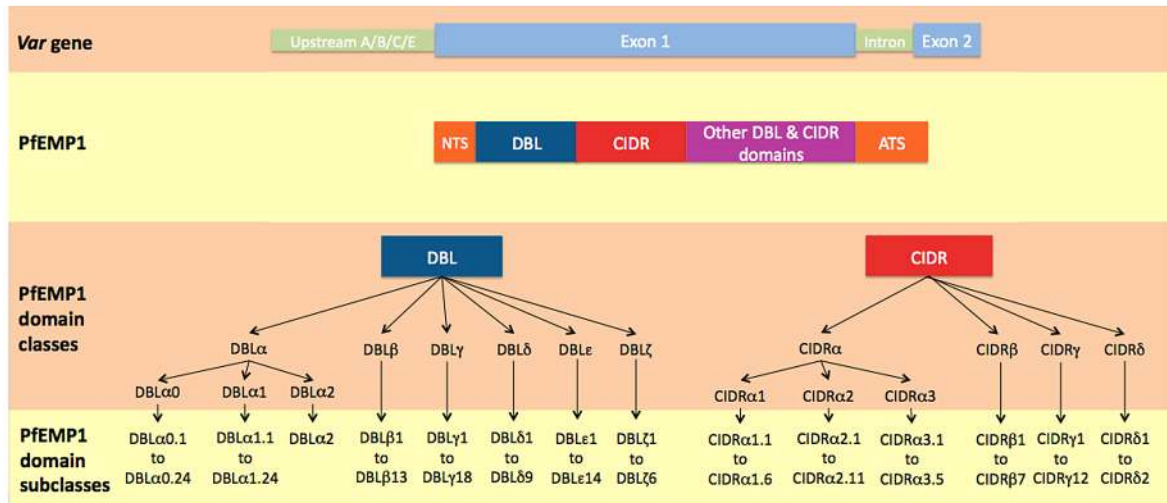 Var gene
Upstream A/B/C/E
Exon 1
Intron
Exon 2
PfEMP1
NTS
DBL
CIDR
Other DBL & CIDR
domains
ATS
PfEMP1
domain
classes
DBL
CIDR
DBLα
DBLβ
DBLγ
DBLδ
DBLε
DBLζ
CIDRα
CIDRβ
CIDRγ
CIDRδ
DBLα0
DBLα1
DBLα2
CIDRα1
CIDRα2
CIDRα3
PfEMP1
domain
subclasses
DBLα0.1
to
DBLα0.24
DBLα1.1
to
DBLα1.24
DBLα2
DBLβ1
to
DBLβ13
DBLγ1
to
DBLγ18
DBLδ1
to
DBLδ9
DBLε1
to
DBLε14
DBLζ1
to
DBLζ6
CIDRα1.1
to
CIDRα1.6
CIDRα2.1
to
CIDRα2.11
CIDRα3.1
to
CIDRα3.5
CIDRβ1
to
CIDRβ7
CIDRγ1
to
CIDRγ12
CIDRδ1
to
CIDRδ2